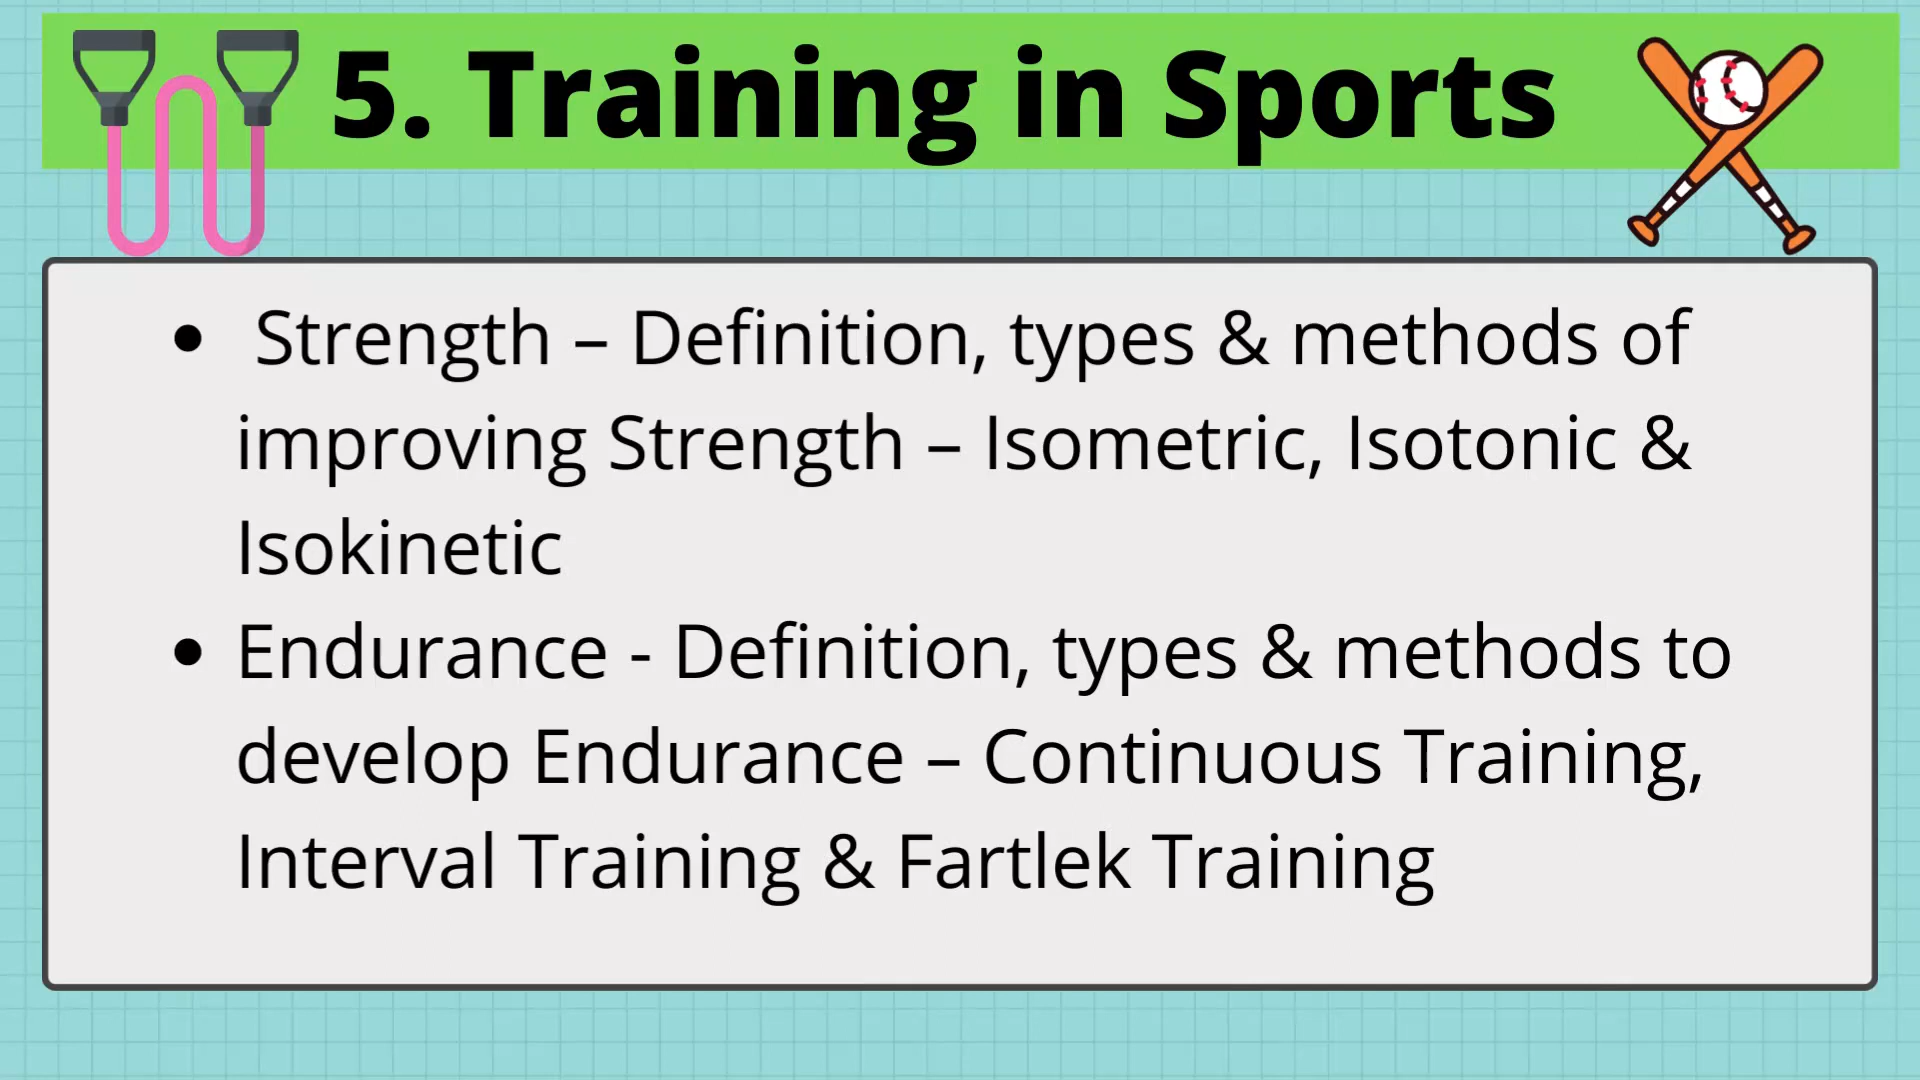 5. Training in Sports
• Strength – Definition, types & methods of
improving Strength – Isometric, Isotonic &
Isokinetic
• Endurance - Definition, types & methods to
develop Endurance – Continuous Training,
Interval Training & Fartlek Training